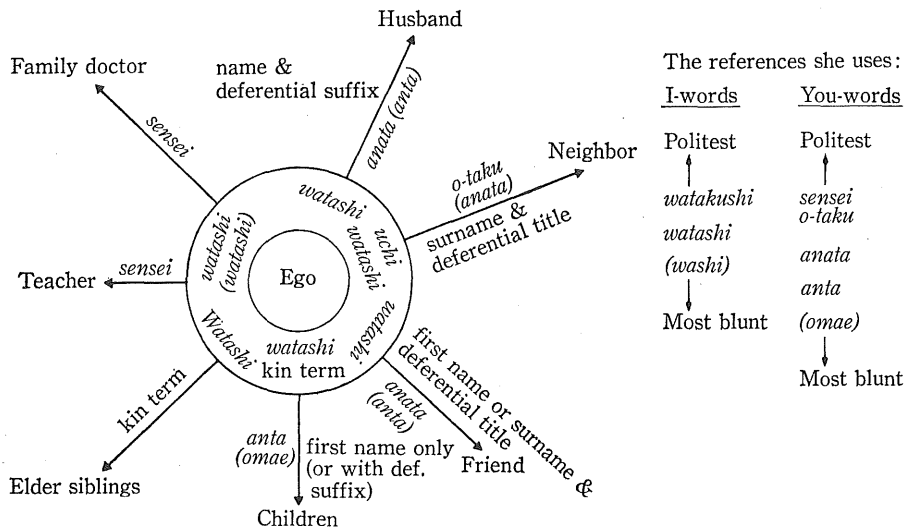 Husband
Family doctor
name &
deferential suffix
anata (anta)
sensei
Neighbor
o-taku
(anata)
surname &
deferential title
watashi
uchi
watashi
watashi
(watashi)
Ego
Teacher
sensei
Watashi
watashi
kin term
watashi
kin term
Elder siblings
anta
(omae)
first name only
(or with def.
suffix)
Children
anata
(anta)
first name or surname &
deferential
title
Friend
The references she uses:
I-words
Politest
watakushi
watashi
(washi)
Most blunt
You-words
Politest
sensei
o-taku
anata
anta
(omae)
Most blunt